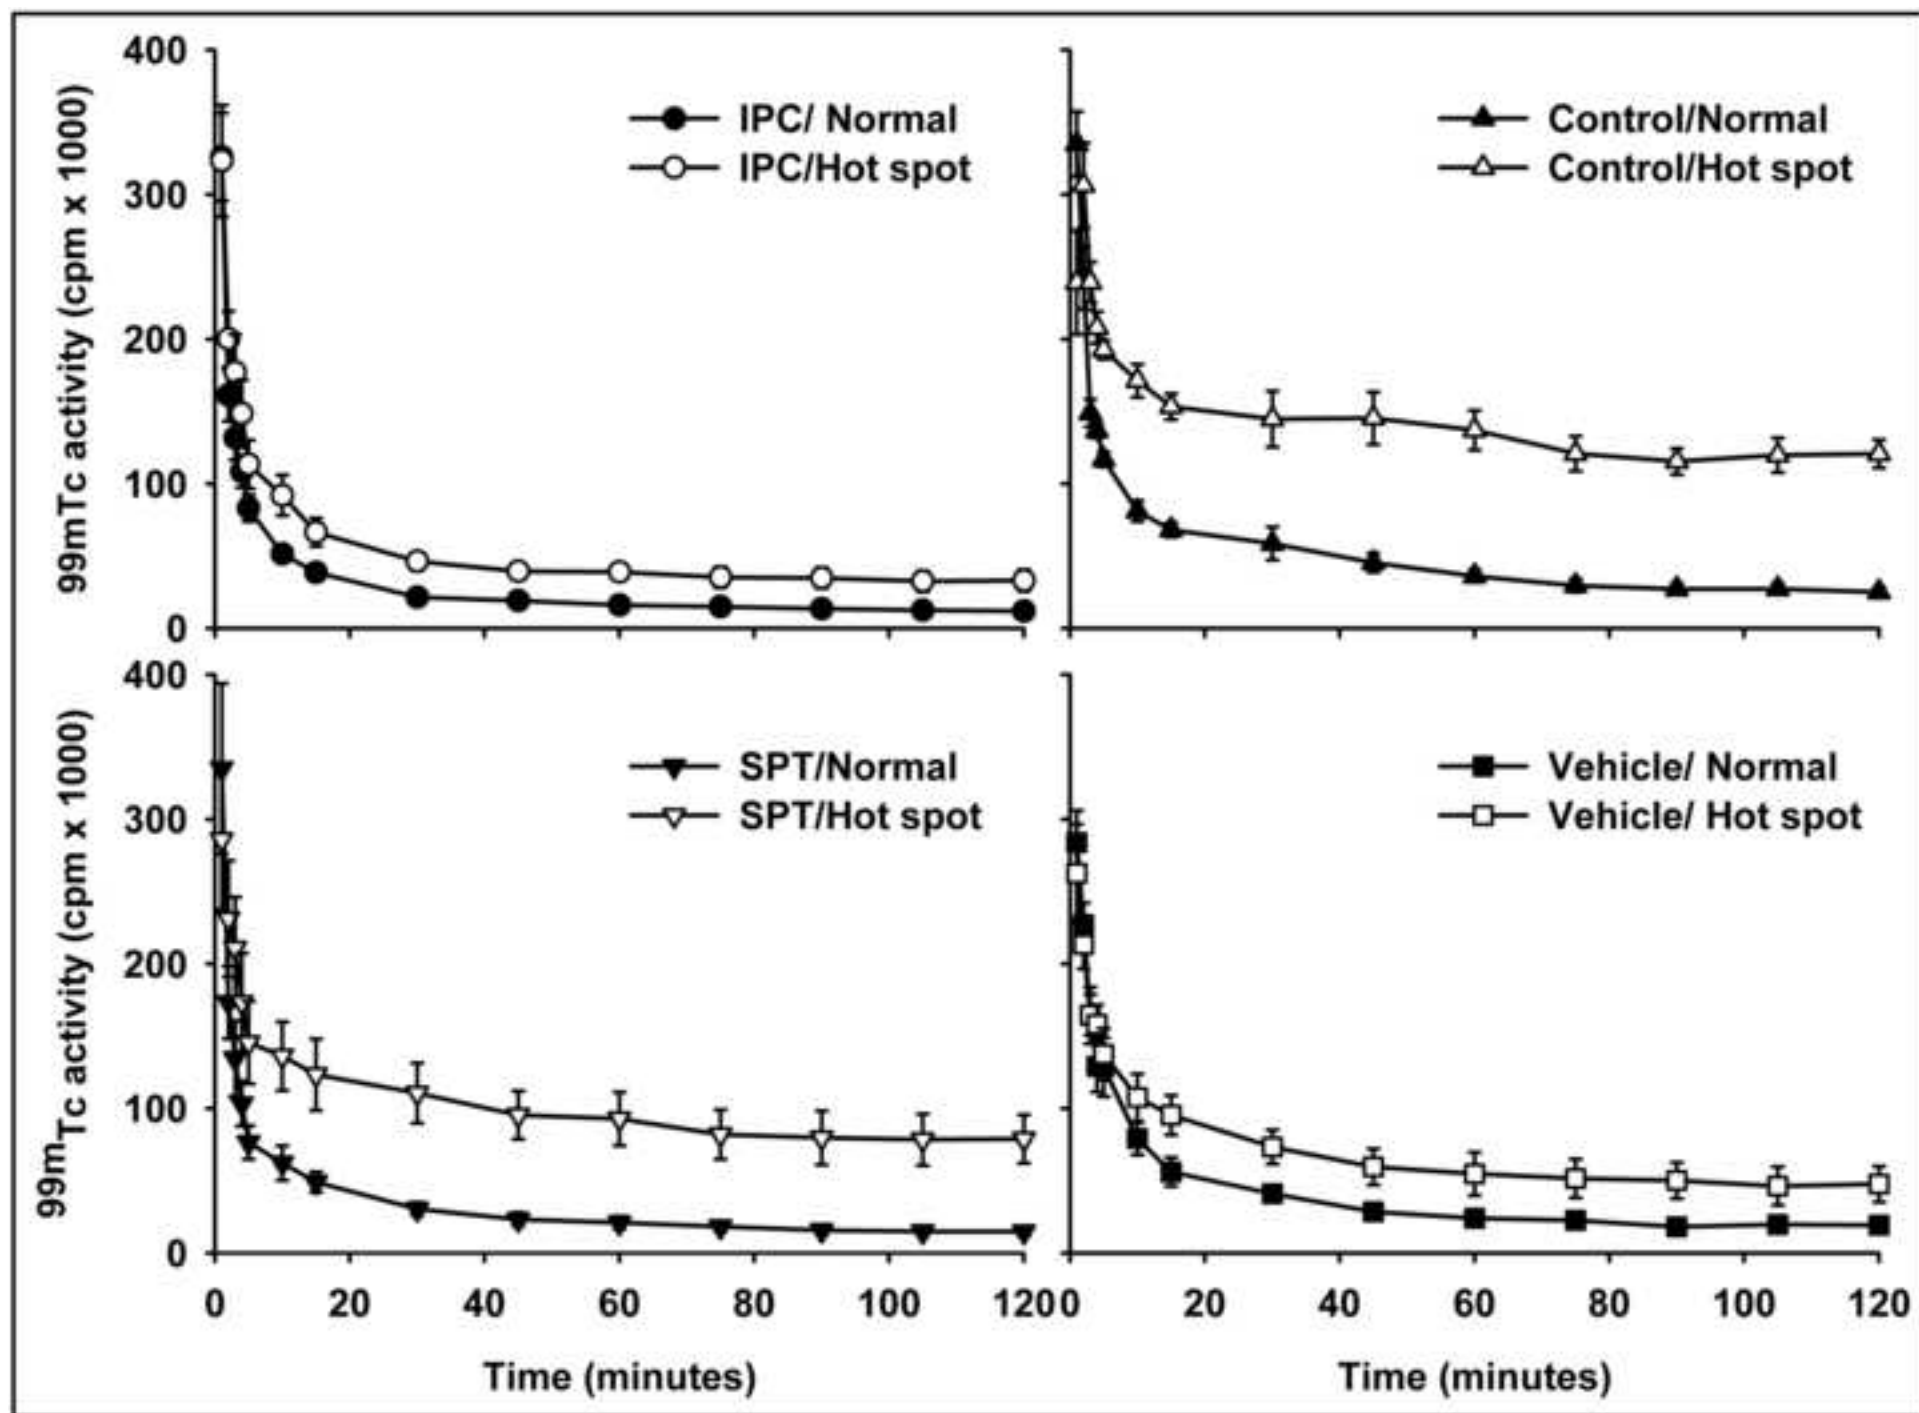 99mTc activity (cpm x 1000)
400
300
200
100
0
IPC/ Normal
IPC/Hot spot
Control/Normal
Control/Hot spot
99mTc activity (cpm x 1000)
400
300
200
100
0
SPT/Normal
SPT/Hot spot
Vehicle/ Normal
Vehicle/ Hot spot
0 20 40 60 80 100 120
0 20 40 60 80 100 120
Time (minutes)
Time (minutes)